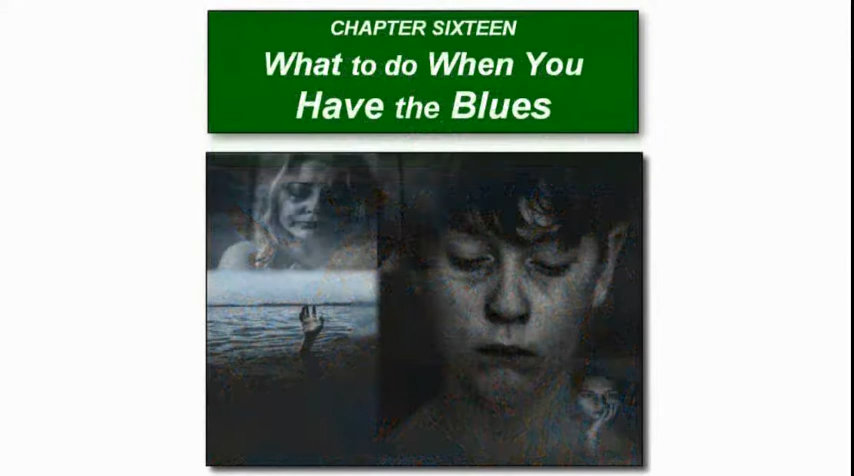 CHAPTER SIXTEEN
What to do When You
Have the Blues